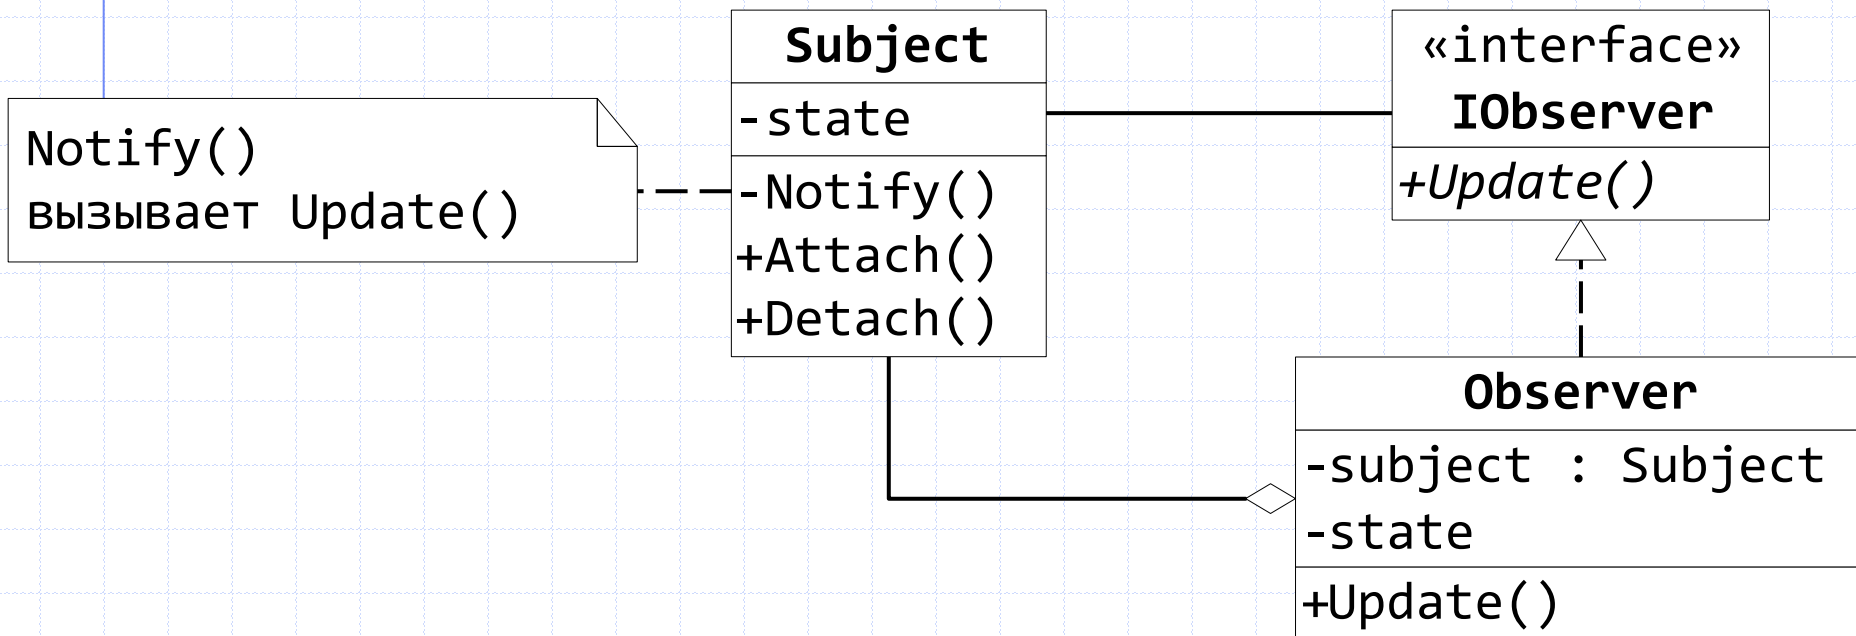 Notify()
вызывает Update()
Subject
-state
-Notify()
+Attach()
+Detach()
«interface»
IObserver
+Update()
Observer
-subject : Subject
-state
+Update()